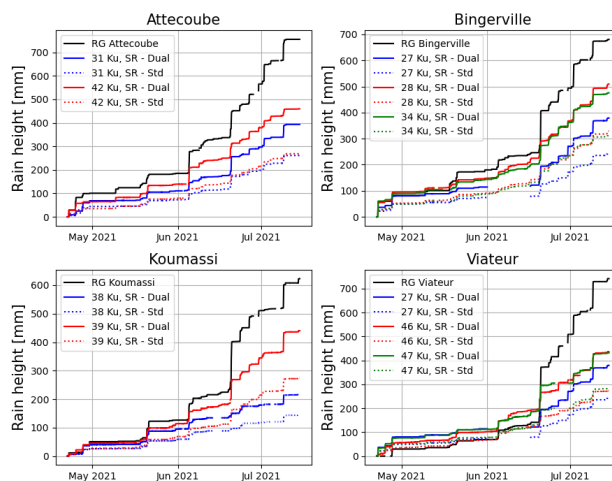 Attecoube
Rain height [mm]
700
600
500
400
300
200
100
0
RG Attecoube
31 Ku, SR - Dual
31 Ku, SR - Std
42 Ku, SR - Dual
42 Ku, SR - Std
May 2021
Jun 2021
Jul 2021
Bingerville
Rain height [mm]
700
600
500
400
300
200
100
0
RG Bingerville
27 Ku, SR - Dual
27 Ku, SR - Std
28 Ku, SR - Dual
28 Ku, SR - Std
34 Ku, SR - Dual
34 Ku, SR - Std
May 2021
Jun 2021
Jul 2021
Koumassi
Rain height [mm]
600
500
400
300
200
100
0
RG Koumassi
38 Ku, SR - Dual
38 Ku, SR - Std
39 Ku, SR - Dual
39 Ku, SR - Std
May 2021
Jun 2021
Jul 2021
Viateur
Rain height [mm]
700
600
500
400
300
200
100
0
RG Viateur
27 Ku, SR - Dual
27 Ku, SR - Std
46 Ku, SR - Dual
46 Ku, SR - Std
47 Ku, SR - Dual
47 Ku, SR - Std
May 2021
Jun 2021
Jul 2021